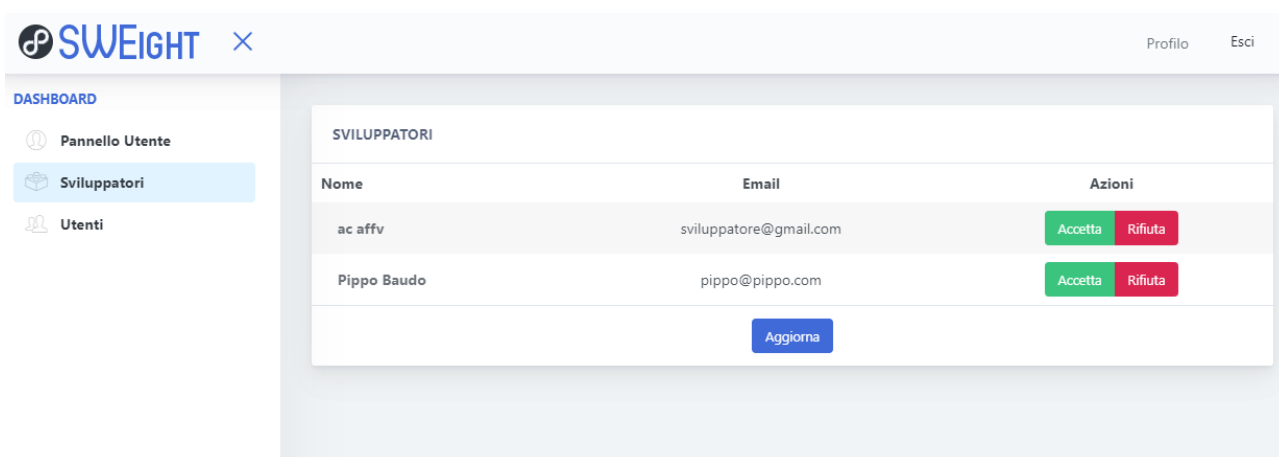 SWEIGHT
Profilo Esci
DASHBOARD
Pannello Utente
Sviluppatori
Utenti
SVILUPPATORI
Nome Email Azioni
ac affv sviluppatore@gmail.com Accetta Rifiuta
Pippo Baudo pippo@pippo.com Accetta Rifiuta
Aggiorna